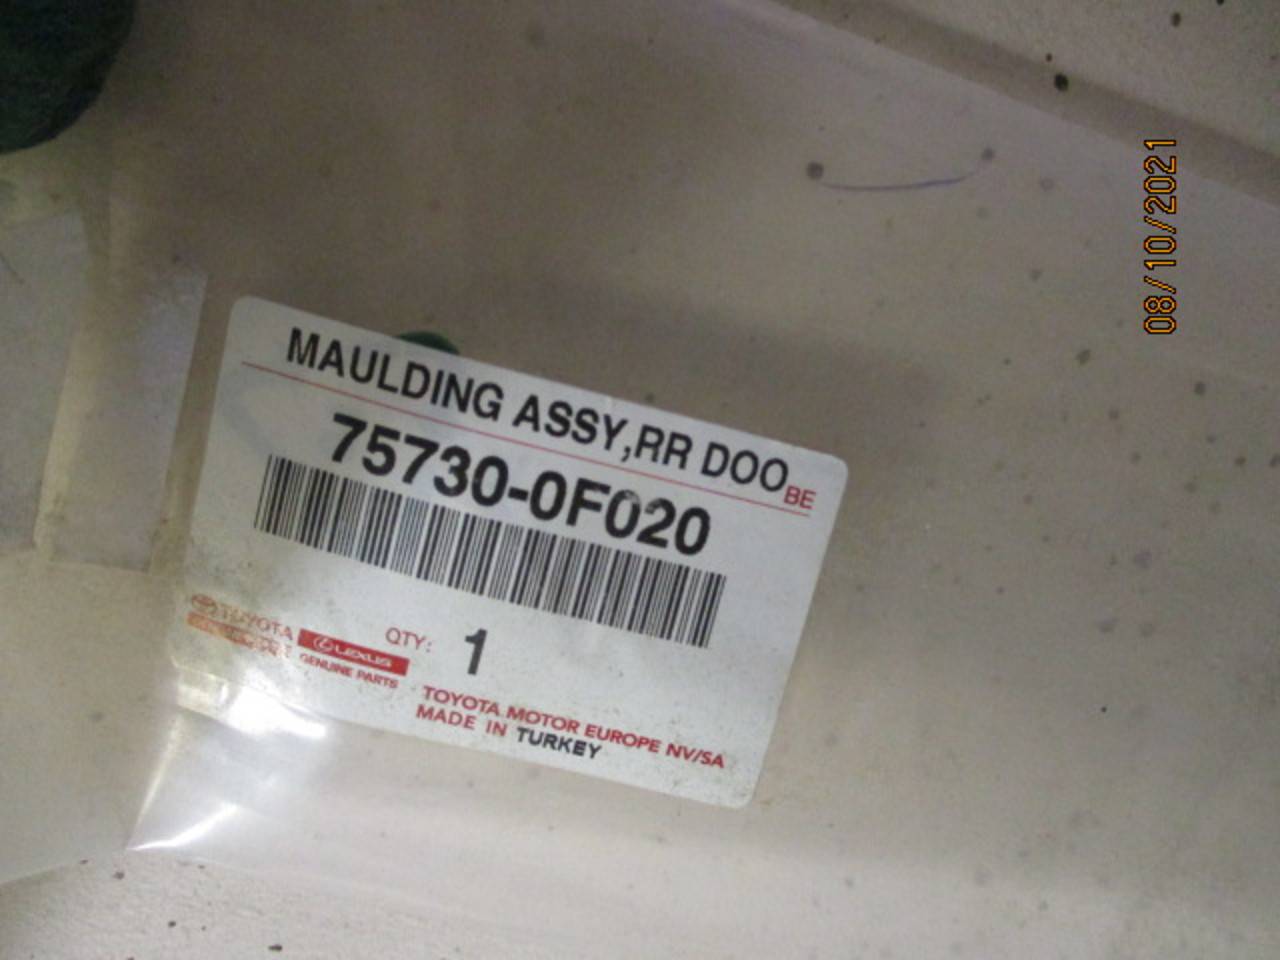 MAULDING ASSY,RR DOO
BE
75730-0F020
TOYOTA
LEXUS
GENUINE PARTS
QTY: 1
TOYOTA MOTOR EUROPE NV/SA
MADE IN TURKEY
08/10/2021